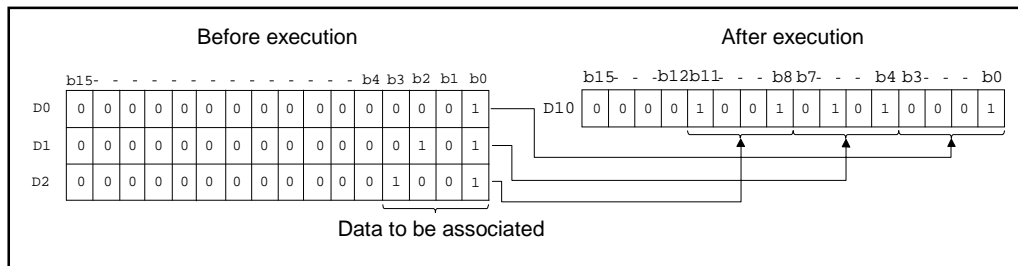 Before execution After execution
b15- - - - - - - - - - - b4 b3 b2 b1 b0 b15- - -b12b11- - - b8 b7- - - b4 b3- - - b0
D0 0 0 0 0 0 0 0 0 0 0 0 0 0 0 0 1 D10 0 0 0 0 1 0 0 1 0 1 0 1 0 0 0 1
D1 0 0 0 0 0 0 0 0 0 0 0 0 0 1 0 1
D2 0 0 0 0 0 0 0 0 0 0 0 0 1 0 0 1
Data to be associated